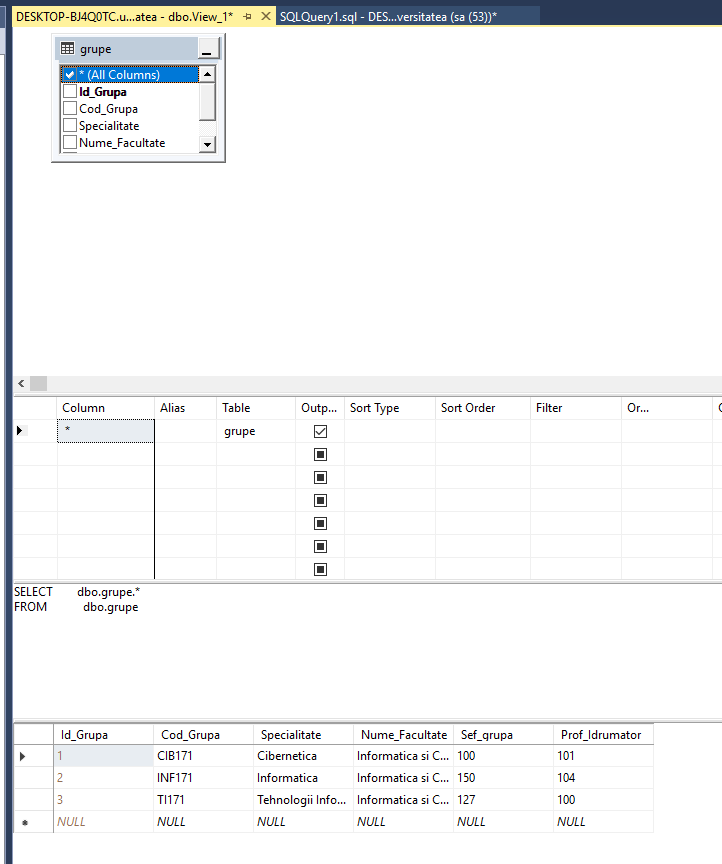 DESKTOP-BJ4Q0TC.u...atea - dbo.View_1* SQLQuery1.sql - DES...versitatea (sa (53))*
grupe
* (All Columns)
Id_Grupa
Cod_Grupa
Specialitate
Nume_Facultate
Column Alias Table Outp... Sort Type Sort Order Filter Or...
* grupe
SELECT dbo.grupe.*
FROM dbo.grupe
Id_Grupa Cod_Grupa Specialitate Nume_Facultate Sef_grupa Prof_Idrumator
1 CIB171 Cibernetica Informatica si C... 100 101
2 INF171 Informatica Informatica si C... 150 104
3 TI171 Tehnologii Info... Informatica si C... 127 100
NULL NULL NULL NULL NULL NULL